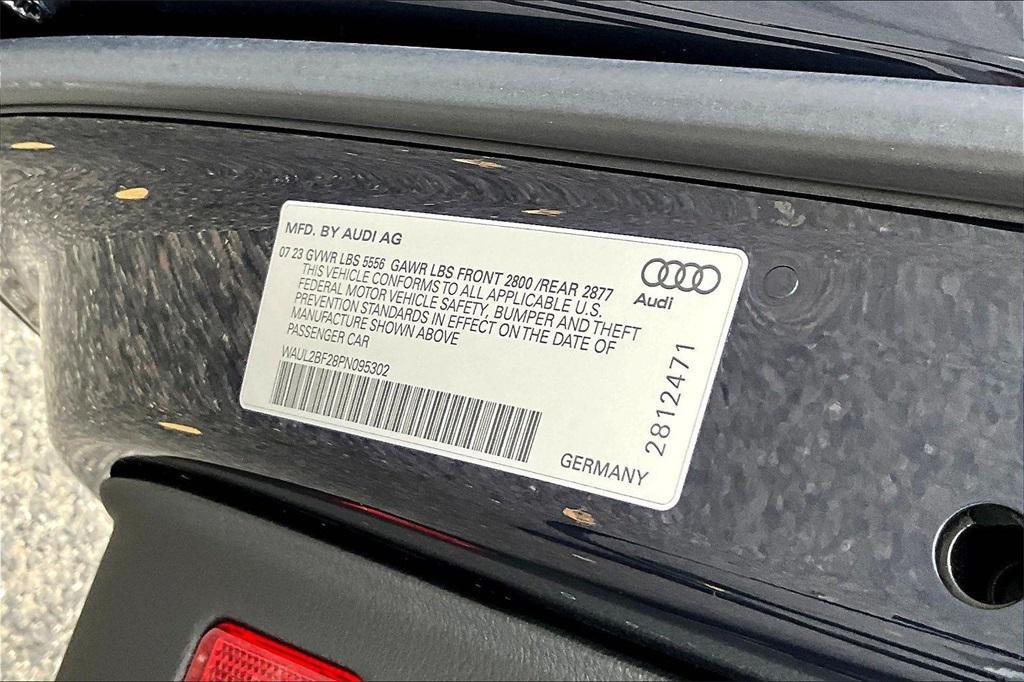 MFD. BY AUDI AG
07 23 GVWR LBS 5556 GAWR LBS FRONT 2800 /REAR 2877
THIS VEHICLE CONFORMS TO ALL APPLICABLE U.S.
FEDERAL MOTOR VEHICLE SAFETY, BUMPER AND THEFT
PREVENTION STANDARDS IN EFFECT ON THE DATE OF
MANUFACTURE SHOWN ABOVE
PASSENGER CAR
WAUL2BF28PN095302
GERMANY
Audi
2812471